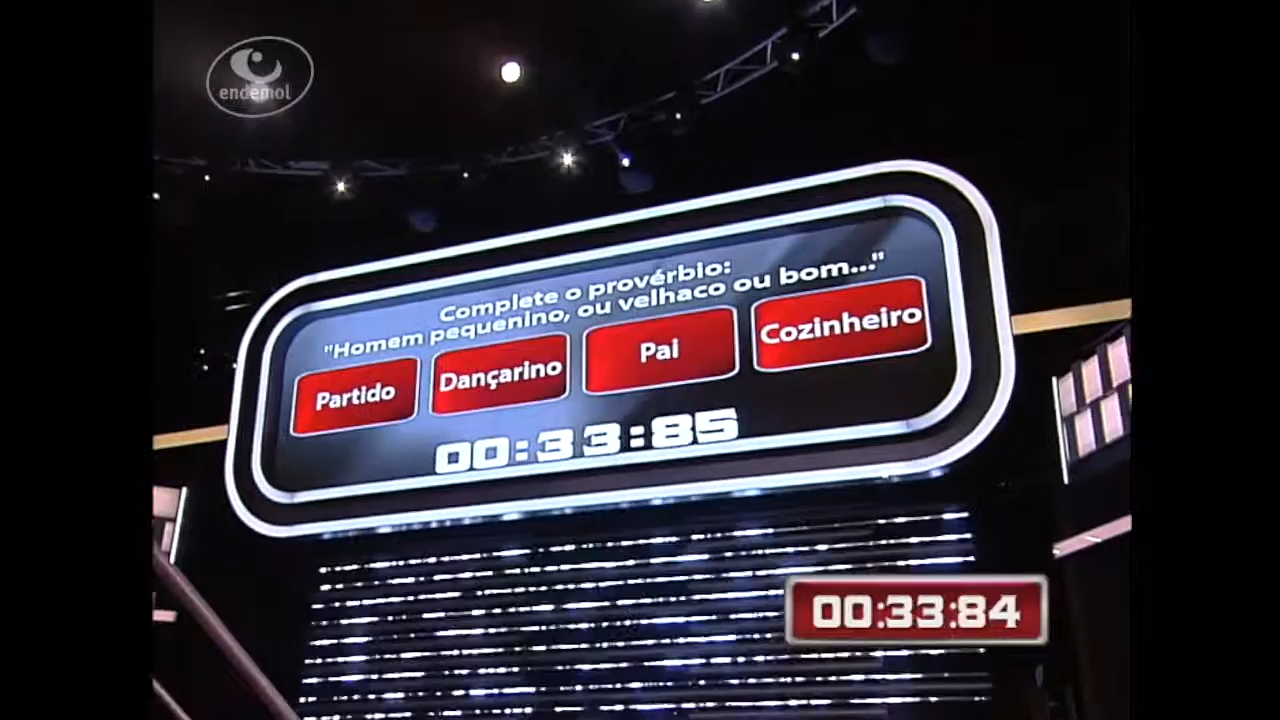 endemol
Complete o provérbio:
"Homem pequenino, ou velhaco ou bom..."
Partido
Dançarino
Pai
Cozinheiro
00:33:85
00:33:84